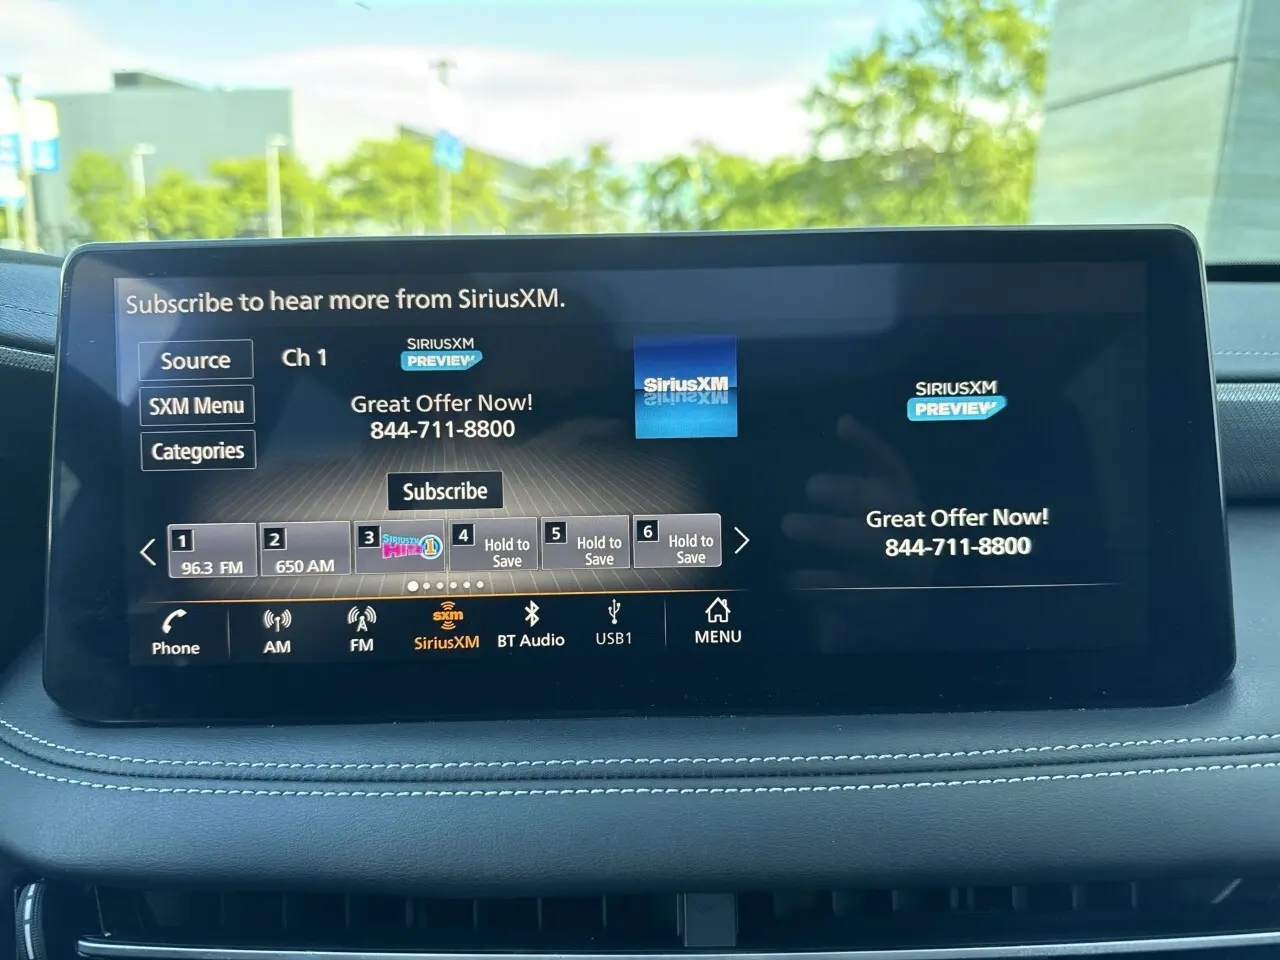 Subscribe to hear more from SiriusXM.
Source
Ch 1
SIRIUSXM
PREVIEW
SiriusXM
SXM Menu
Great Offer Now!
844-711-8800
Categories
Subscribe
1
96.3 FM
2
650 AM
3
SIRIUSXM
HITS 1
4
Hold to
Save
5
Hold to
Save
6
Hold to
Save
Phone
AM
FM
sxm
SiriusXM
BT Audio
USB1
MENU
SIRIUSXM
PREVIEW
Great Offer Now!
844-711-8800